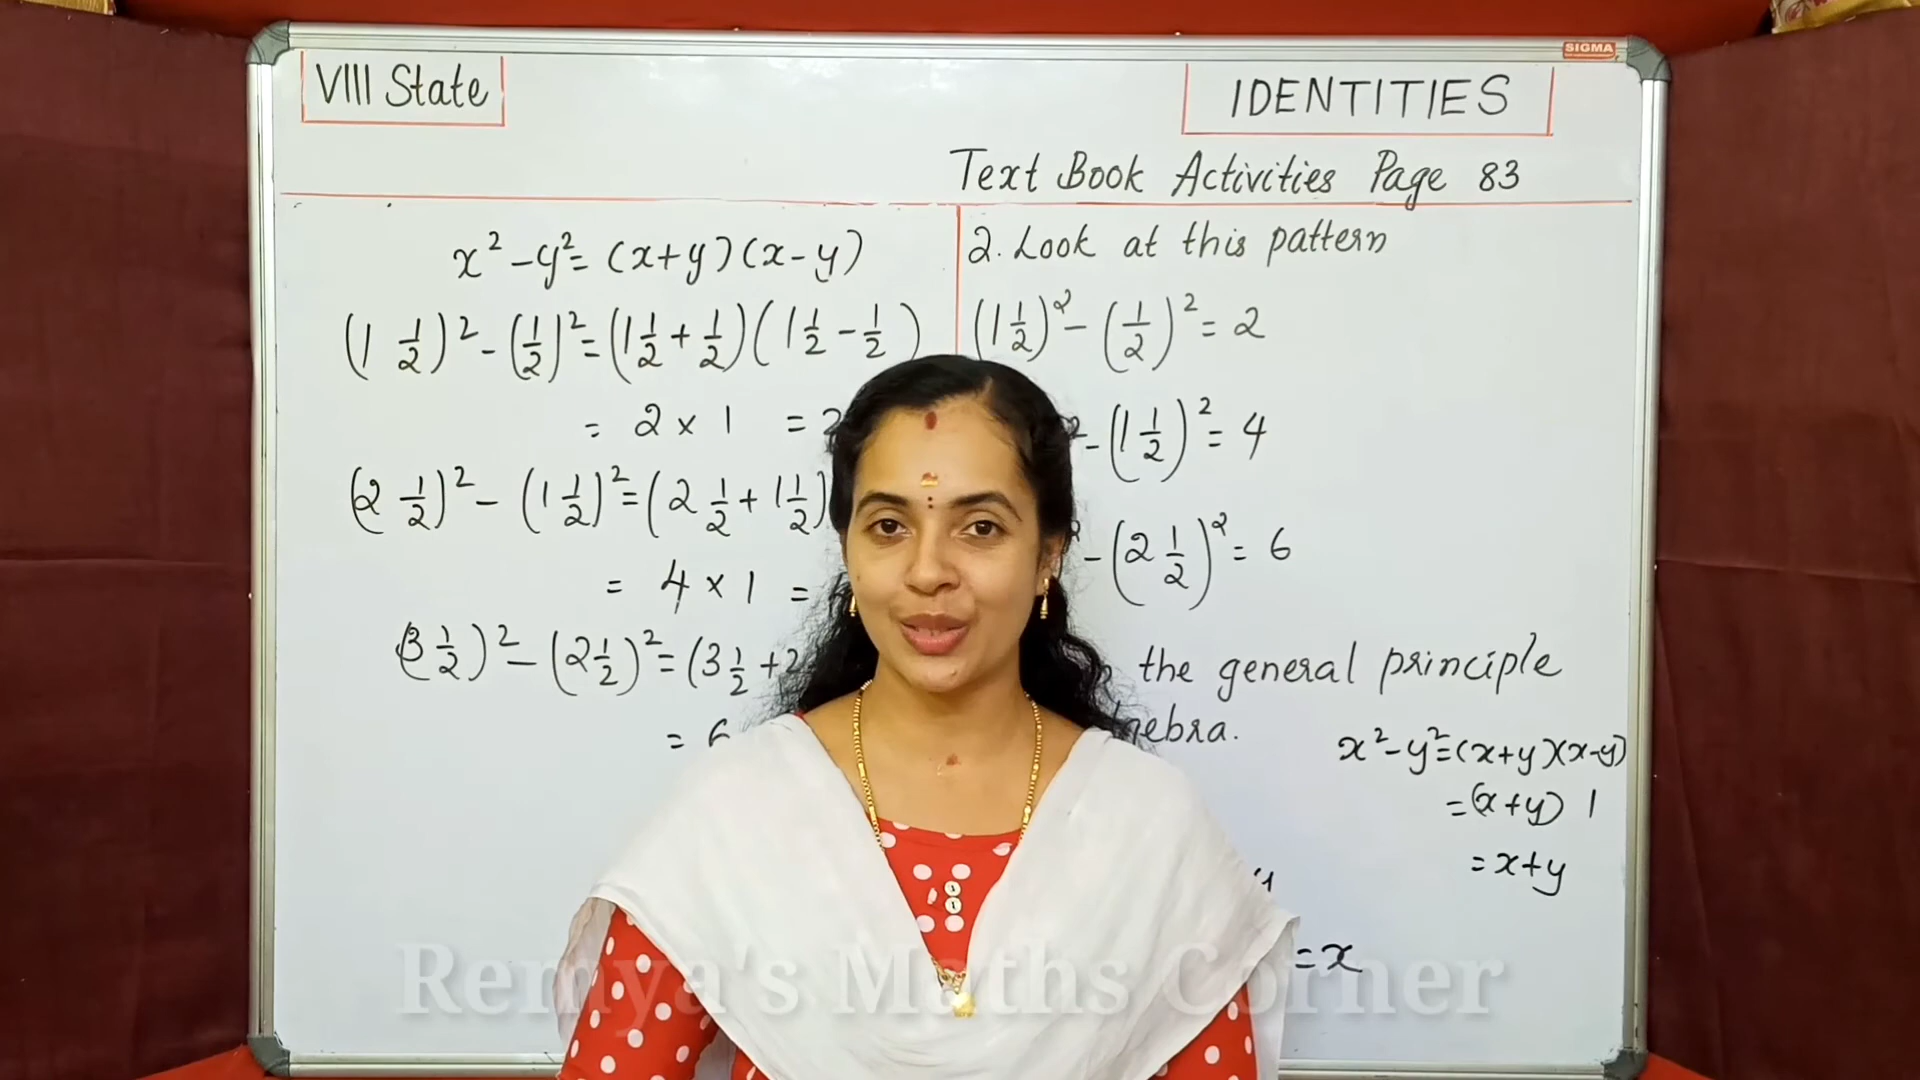 SIGMA
VIII State
IDENTITIES
Text Book Activities Page 83
x² - y² = (x+y)(x-y)
(1 1/2)² - (1/2)² = (1 1/2 + 1/2)(1 1/2 - 1/2)
= 2 × 1 = 2
(2 1/2)² - (1 1/2)² = (2 1/2 + 1 1/2)
= 4 × 1 =
(3 1/2)² - (2 1/2)² = (3 1/2 + 2
= 6
2. Look at this pattern
(1 1/2)² - (1/2)² = 2
- (1 1/2)² = 4
- (2 1/2)² = 6
the general principle
x² - y² = (x+y)(x-y)
= (x+y) 1
= x+y
= x
Remya's Maths Corner